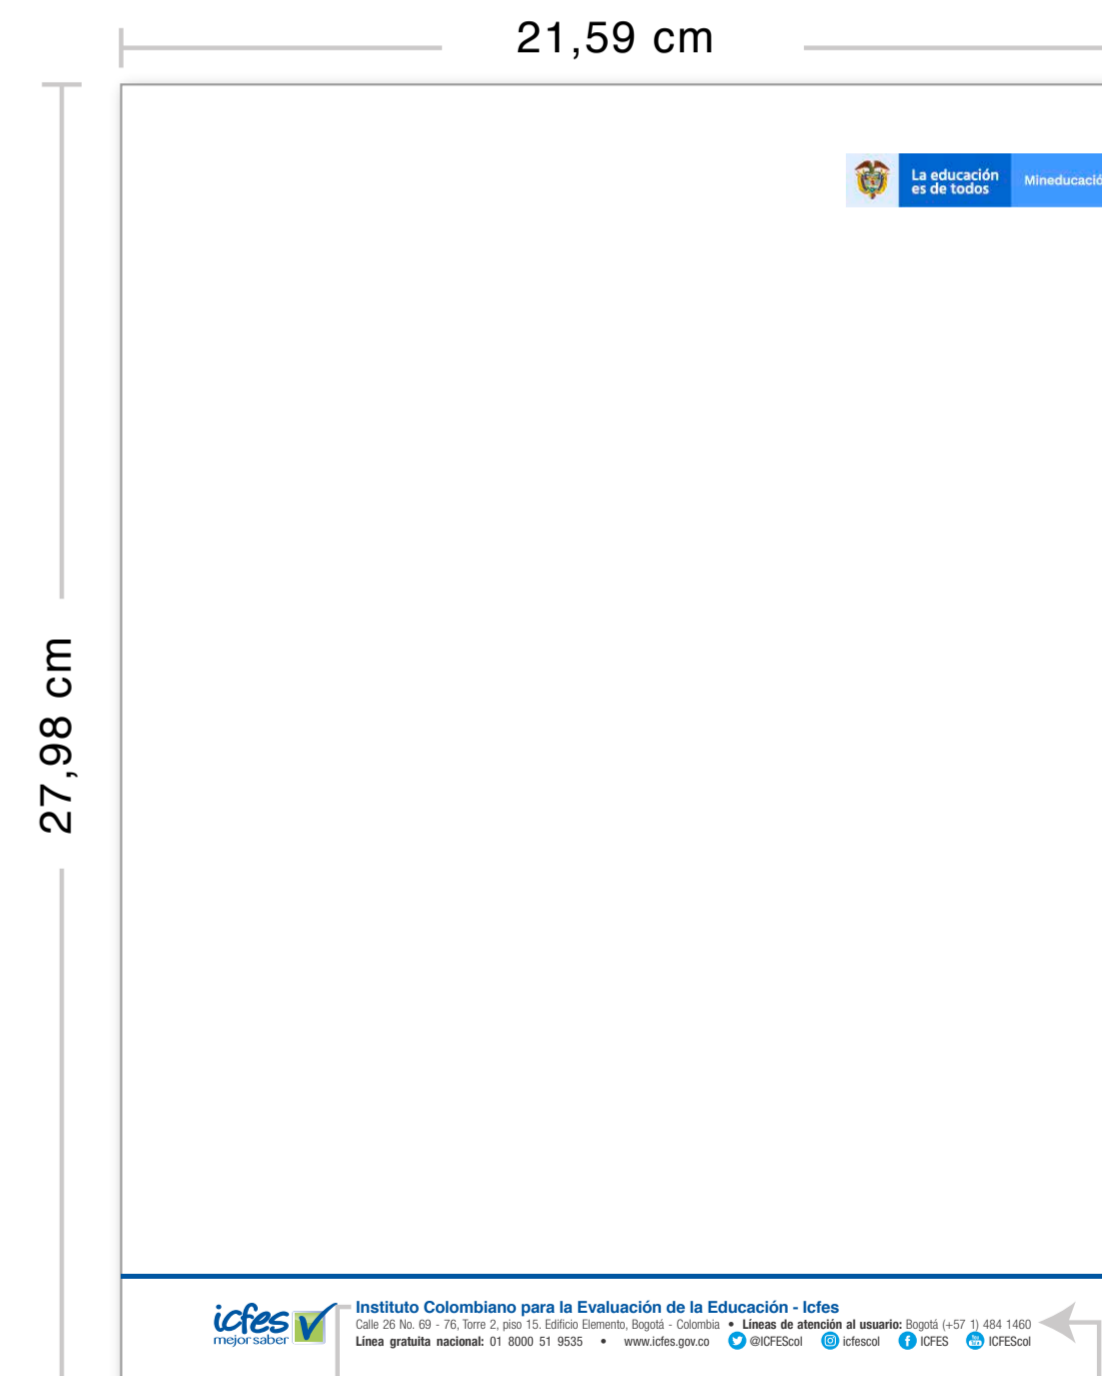 21,59 cm
La educación
es de todos
Mineducació
27,98 cm
icfes
mejor saber
Instituto Colombiano para la Evaluación de la Educación - Icfes
Calle 26 No. 69 - 76, Torre 2, piso 15. Edificio Elemento, Bogotá - Colombia • Líneas de atención al usuario: Bogotá (+57 1) 484 1460
Línea gratuita nacional: 01 8000 51 9535 • www.icfes.gov.co @ICFEScol icfescol ICFES ICFEScol